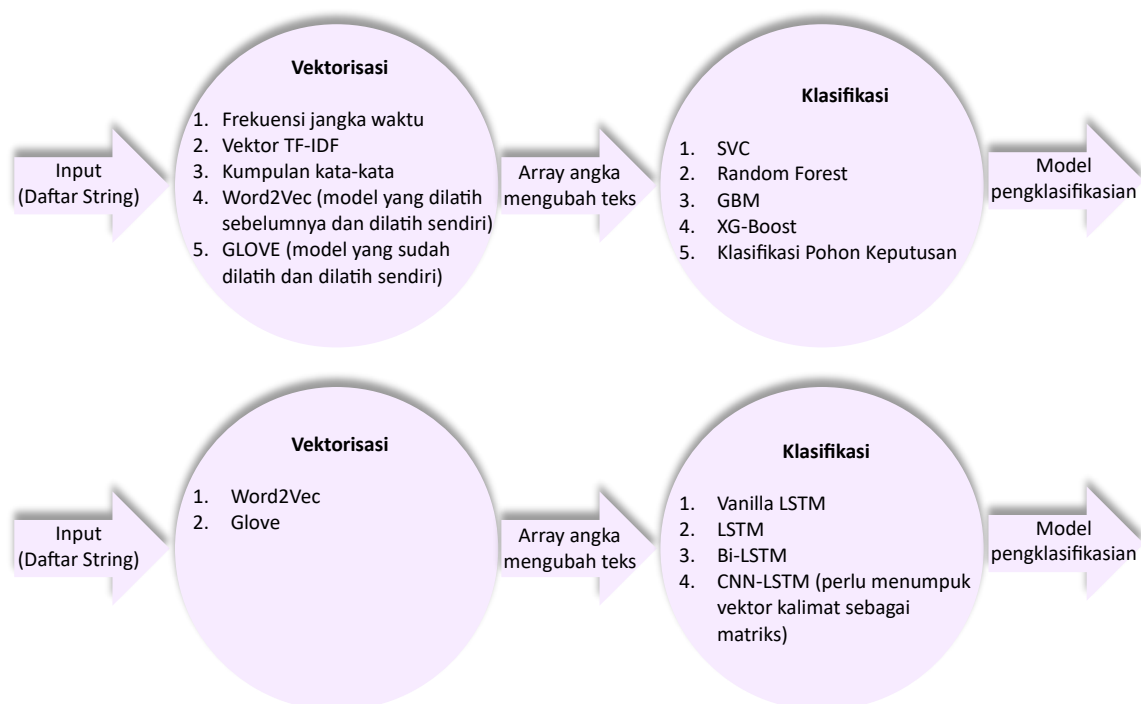 Input
(Daftar String)
Vektorisasi
1. Frekuensi jangka waktu
2. Vektor TF-IDF
3. Kumpulan kata-kata
4. Word2Vec (model yang dilatih
sebelumnya dan dilatih sendiri)
5. GLOVE (model yang sudah
dilatih dan dilatih sendiri)
Array angka
mengubah teks
Klasifikasi
1. SVC
2. Random Forest
3. GBM
4. XG-Boost
5. Klasifikasi Pohon Keputusan
Model
pengklasifikasian
Input
(Daftar String)
Vektorisasi
1. Word2Vec
2. Glove
Array angka
mengubah teks
Klasifikasi
1. Vanilla LSTM
2. LSTM
3. Bi-LSTM
4. CNN-LSTM (perlu menumpuk
vektor kalimat sebagai
matriks)
Model
pengklasifikasian